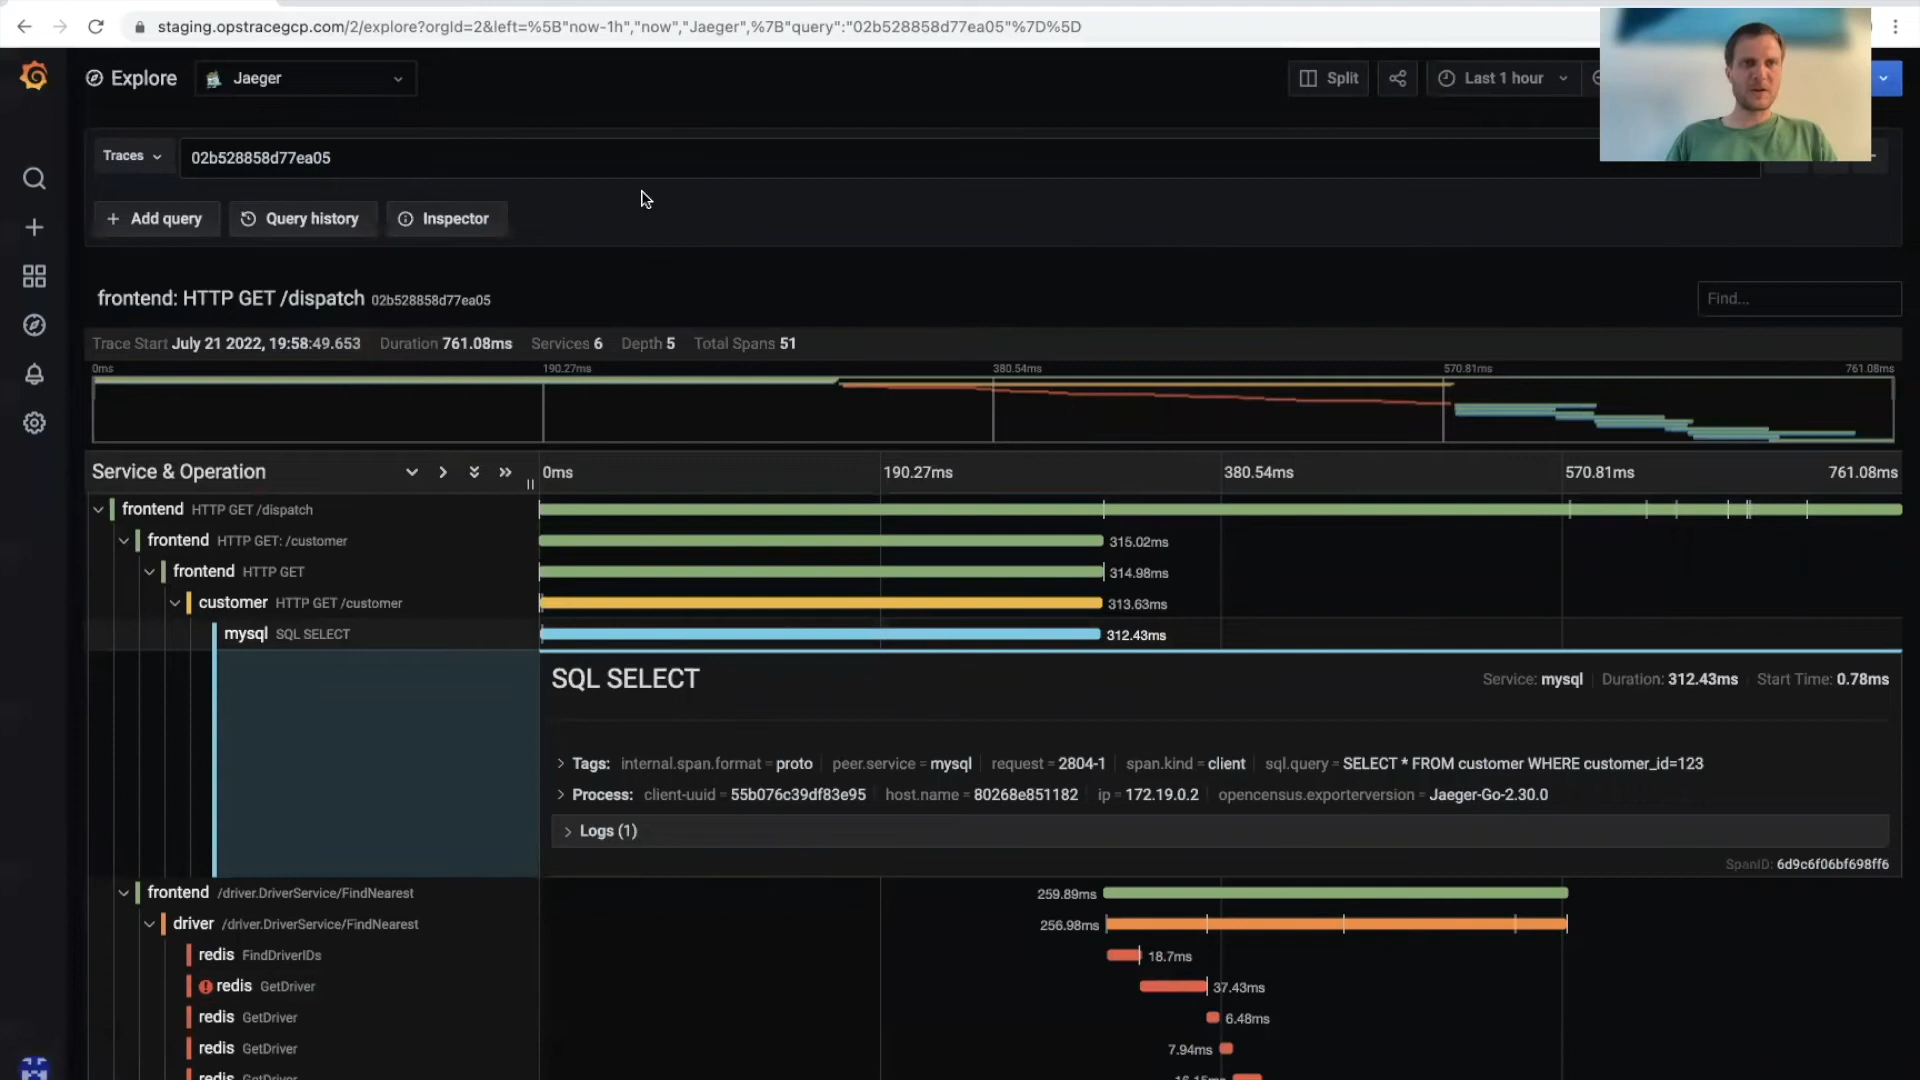 staging.opstracegcp.com/2/explore?orgId=2&left=%5B"now-1h","now","Jaeger",%7B"query":"02b528858d77ea05"%7D%5D
Explore
Jaeger
Split
Last 1 hour
Traces
02b528858d77ea05
+ Add query
Query history
Inspector
frontend: HTTP GET /dispatch 02b528858d77ea05
Find...
Trace Start July 21 2022, 19:58:49.653 Duration 761.08ms Services 6 Depth 5 Total Spans 51
0ms 190.27ms 380.54ms 570.81ms 761.08ms
Service & Operation 0ms 190.27ms 380.54ms 570.81ms 761.08ms
frontend HTTP GET /dispatch
frontend HTTP GET: /customer 315.02ms
frontend HTTP GET 314.98ms
customer HTTP GET /customer 313.63ms
mysql SQL SELECT 312.43ms
SQL SELECT Service: mysql Duration: 312.43ms Start Time: 0.78ms
Tags: internal.span.format = proto peer.service = mysql request = 2804-1 span.kind = client sql.query = SELECT * FROM customer WHERE customer_id=123
Process: client-uuid = 55b076c39df83e95 host.name = 80268e851182 ip = 172.19.0.2 opencensus.exporterversion = Jaeger-Go-2.30.0
Logs (1)
SpanID: 6d9c6f06bf698ff6
frontend /driver.DriverService/FindNearest 259.89ms
driver /driver.DriverService/FindNearest 256.98ms
redis FindDriverIDs 18.7ms
redis GetDriver 37.43ms
redis GetDriver 6.48ms
redis GetDriver 7.94ms
redis GetDriver 16.15ms